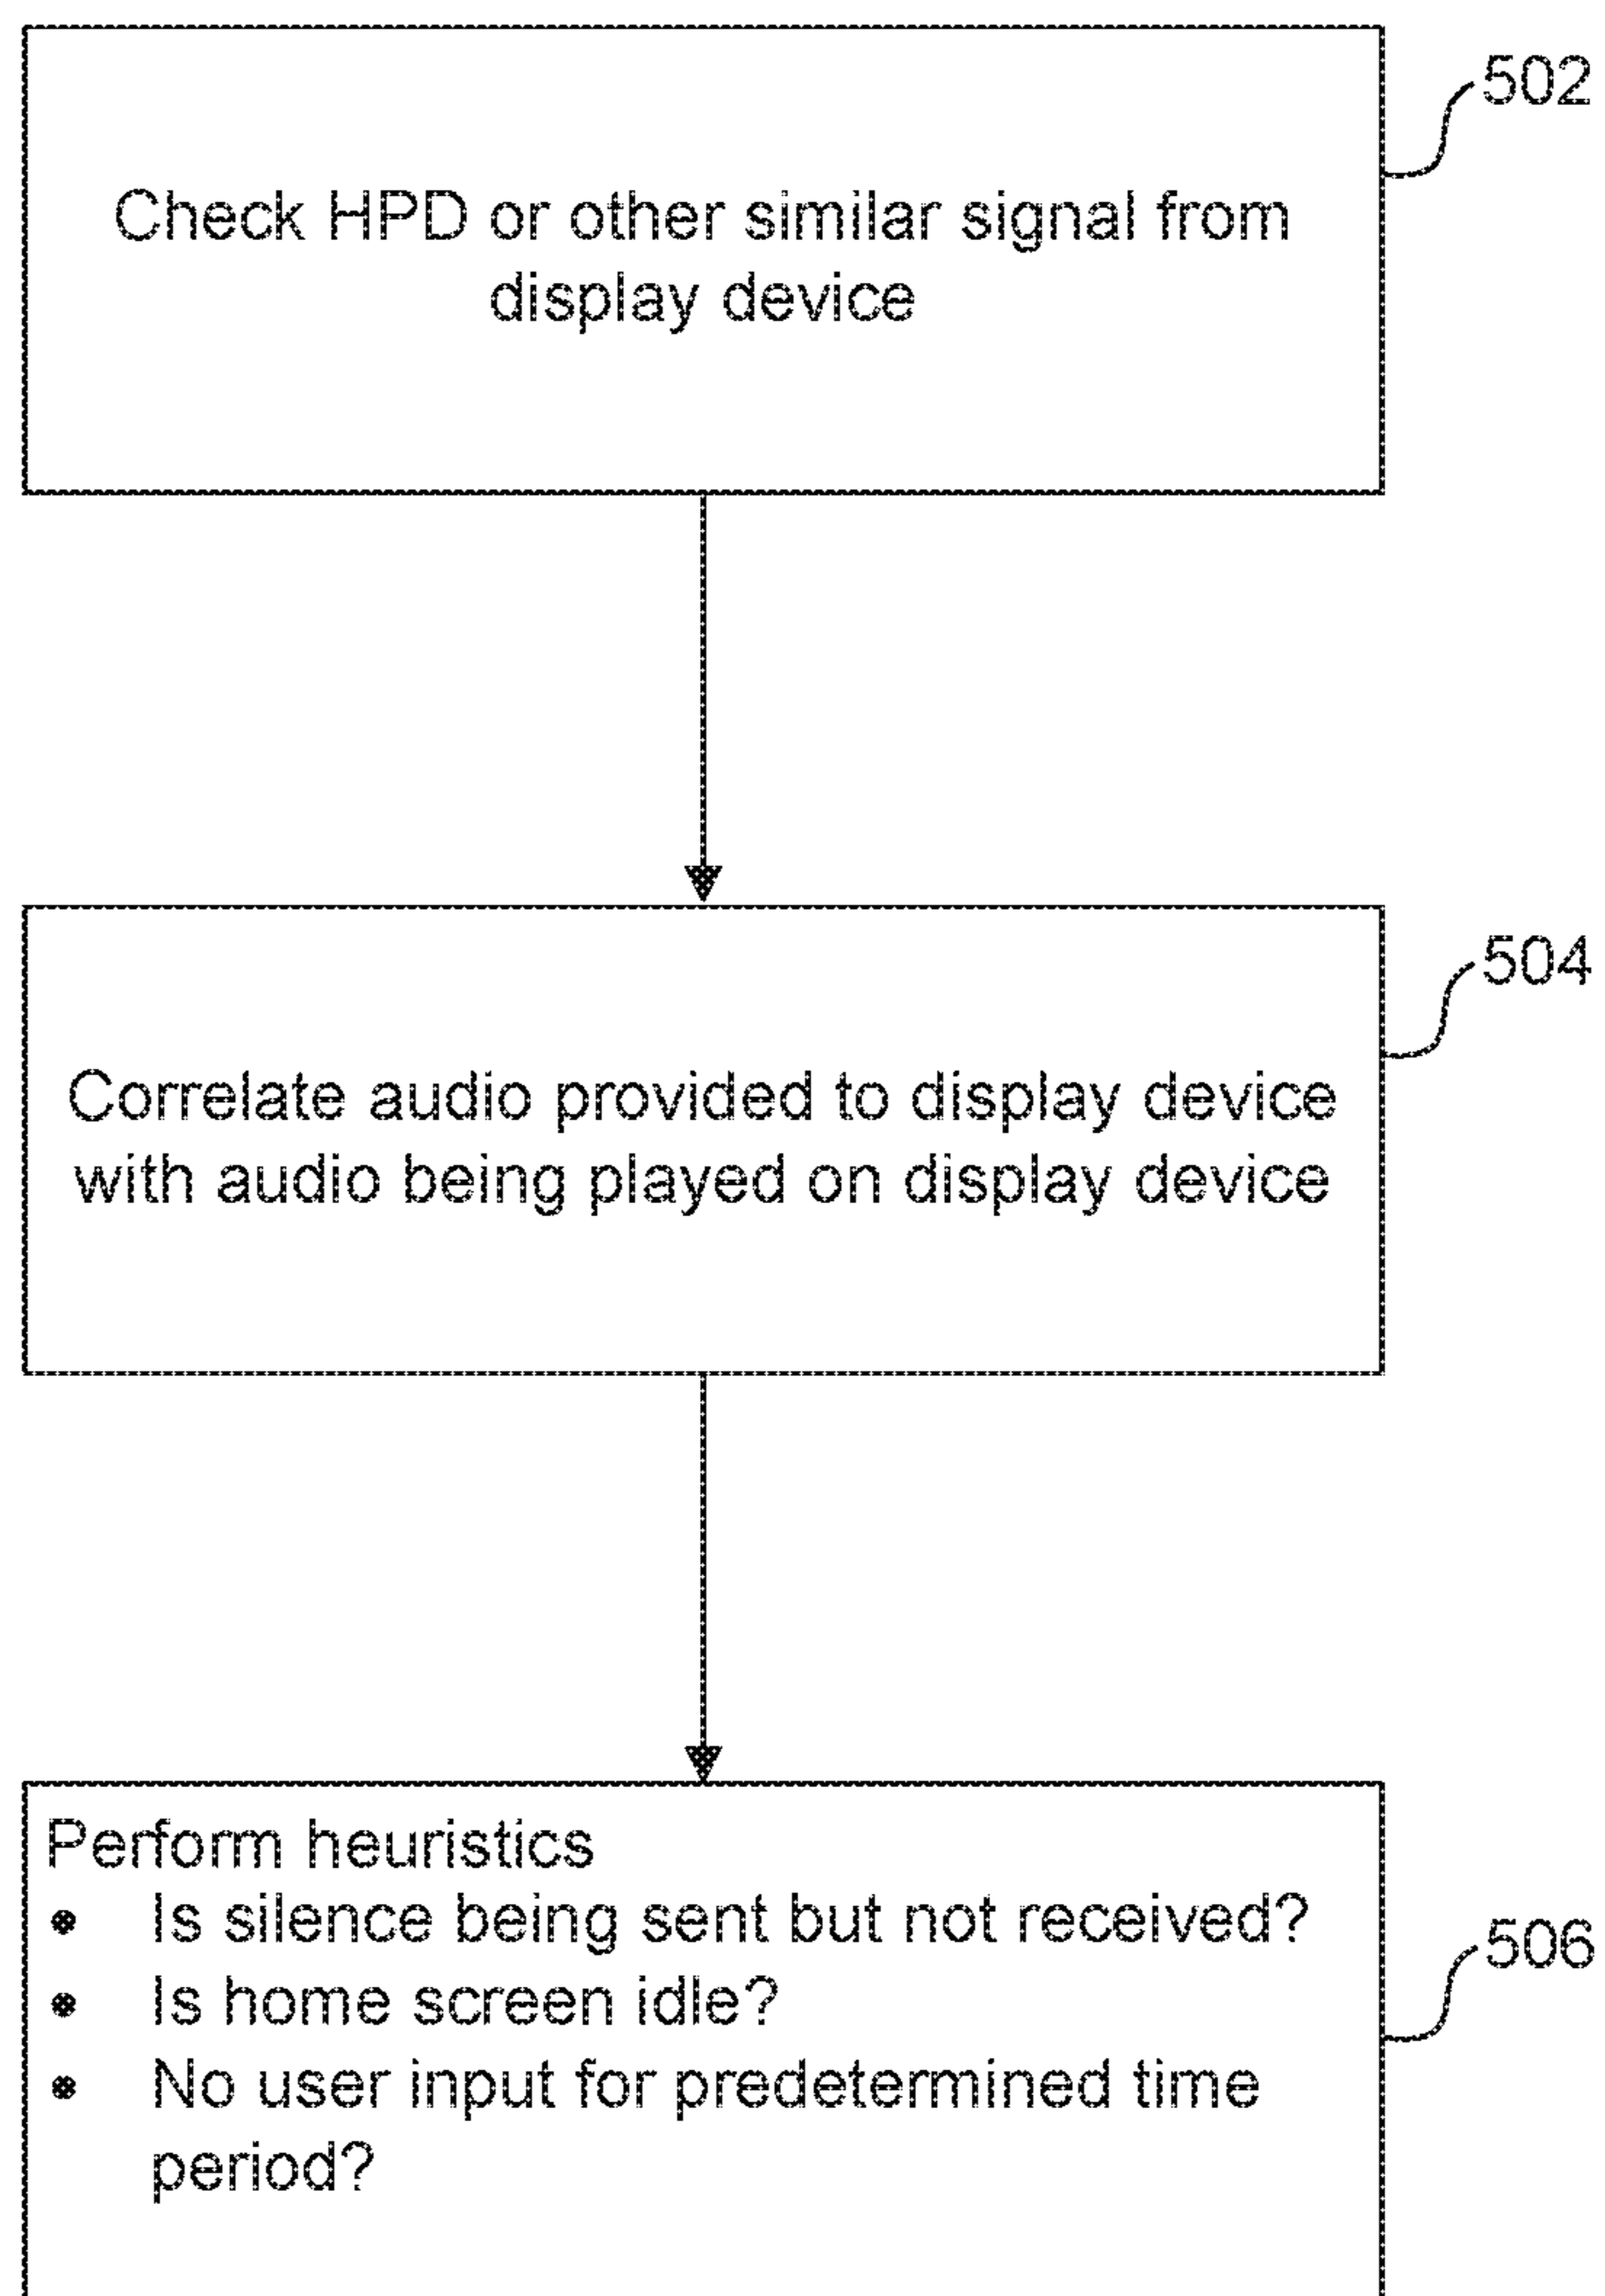 502
Check HPD or other similar signal from
display device
504
Correlate audio provided to display device
with audio being played on display device
Perform heuristics
• Is silence being sent but not received?
• Is home screen idle?
506
• No user input for predetermined time
period?